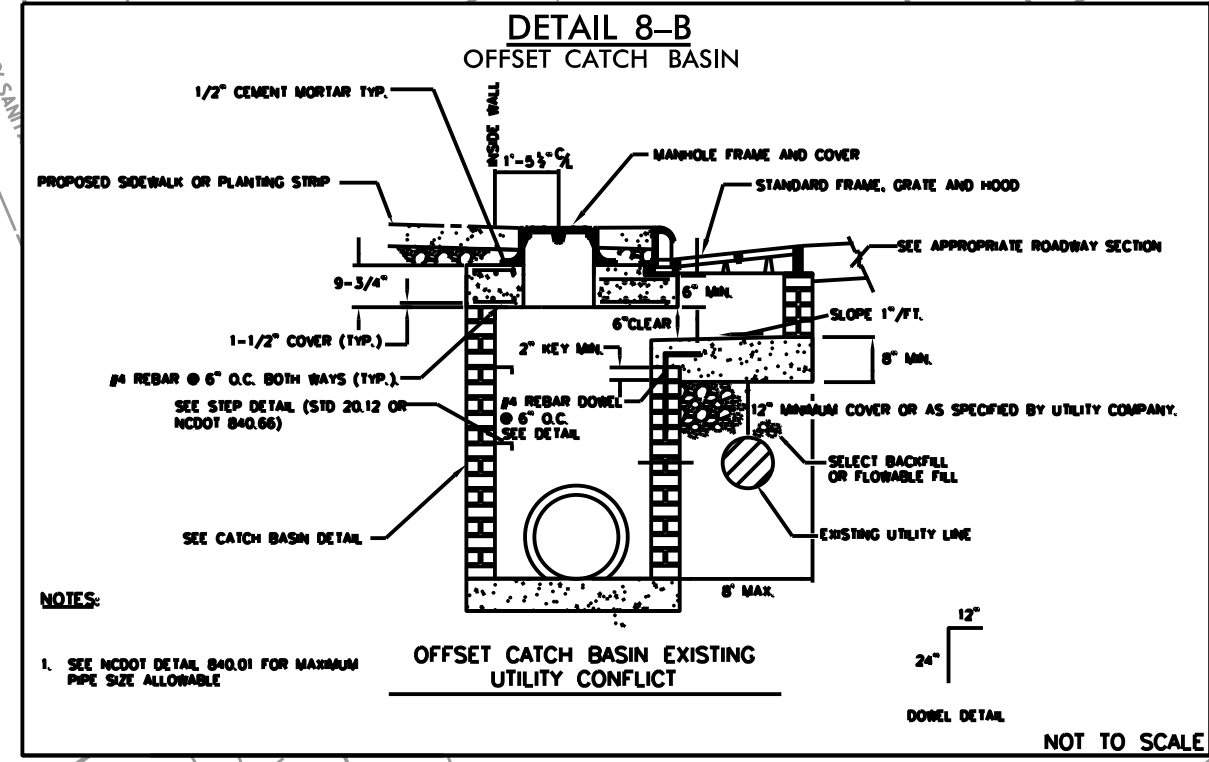 DETAIL 8-B
OFFSET CATCH BASIN
1/2" CEMENT MORTAR TYP.
INSIDE WALL
1'-5 1/2" C/L
MANHOLE FRAME AND COVER
PROPOSED SIDEWALK OR PLANTING STRIP
STANDARD FRAME, GRATE AND HOOD
SEE APPROPRIATE ROADWAY SECTION
9-3/4"
6" MIN.
SLOPE 1"/FT.
6"CLEAR
1-1/2" COVER (TYP.)
2" KEY MIN.
8" MIN.
#4 REBAR @ 6" O.C. BOTH WAYS (TYP.)
SEE STEP DETAIL (STD 20.12 OR
NCDOT 840.66)
#4 REBAR DOWEL
@ 6" O.C.
SEE DETAIL
12" MINIMUM COVER OR AS SPECIFIED BY UTILITY COMPANY.
SELECT BACKFILL
OR FLOWABLE FILL
SEE CATCH BASIN DETAIL
EXISTING UTILITY LINE
8' MAX.
NOTES:
1. SEE NCDOT DETAIL 840.01 FOR MAXIMUM
PIPE SIZE ALLOWABLE
OFFSET CATCH BASIN EXISTING
UTILITY CONFLICT
12"
24"
DOWEL DETAIL
NOT TO SCALE